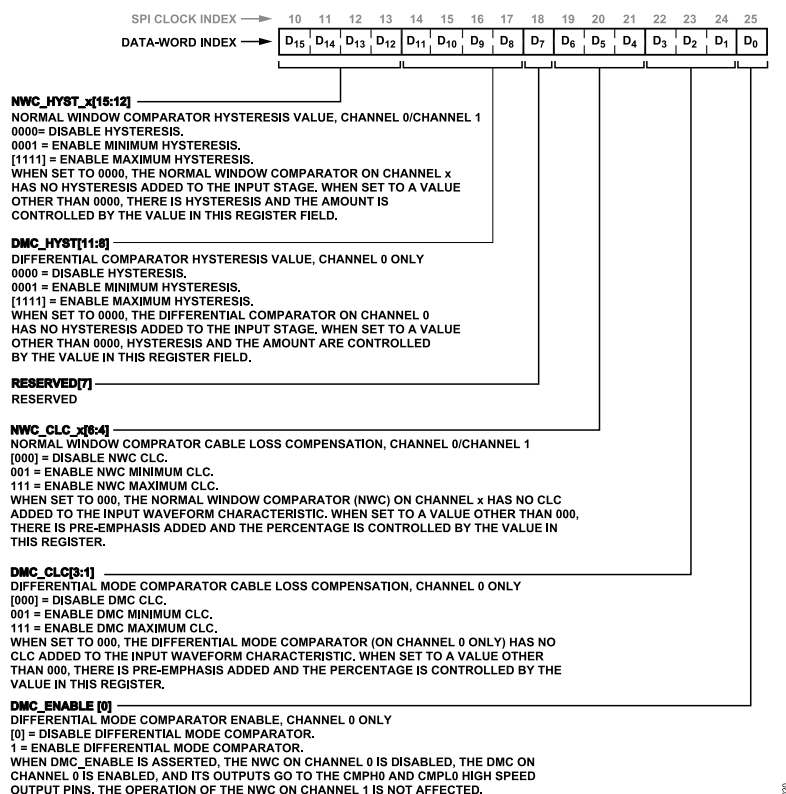 SPI CLOCK INDEX 10 11 12 13 14 15 16 17 18 19 20 21 22 23 24 25
DATA-WORD INDEX D15 D14 D13 D12 D11 D10 D9 D8 D7 D6 D5 D4 D3 D2 D1 D0
NWC_HYST_x[15:12]
NORMAL WINDOW COMPARATOR HYSTERESIS VALUE, CHANNEL 0/CHANNEL 1
0000= DISABLE HYSTERESIS.
0001 = ENABLE MINIMUM HYSTERESIS.
[1111] = ENABLE MAXIMUM HYSTERESIS.
WHEN SET TO 0000, THE NORMAL WINDOW COMPARATOR ON CHANNEL x
HAS NO HYSTERESIS ADDED TO THE INPUT STAGE. WHEN SET TO A VALUE
OTHER THAN 0000, THERE IS HYSTERESIS AND THE AMOUNT IS
CONTROLLED BY THE VALUE IN THIS REGISTER FIELD.
DMC_HYST[11:8]
DIFFERENTIAL COMPARATOR HYSTERESIS VALUE, CHANNEL 0 ONLY
0000 = DISABLE HYSTERESIS.
0001 = ENABLE MINIMUM HYSTERESIS.
[1111] = ENABLE MAXIMUM HYSTERESIS.
WHEN SET TO 0000, THE DIFFERENTIAL COMPARATOR ON CHANNEL 0
HAS NO HYSTERESIS ADDED TO THE INPUT STAGE. WHEN SET TO A VALUE
OTHER THAN 0000, HYSTERESIS AND THE AMOUNT ARE CONTROLLED
BY THE VALUE IN THIS REGISTER FIELD.
RESERVED[7]
RESERVED
NWC_CLC_x[6:4]
NORMAL WINDOW COMPRATOR CABLE LOSS COMPENSATION, CHANNEL 0/CHANNEL 1
[000] = DISABLE NWC CLC.
001 = ENABLE NWC MINIMUM CLC.
111 = ENABLE NWC MAXIMUM CLC.
WHEN SET TO 000, THE NORMAL WINDOW COMPARATOR (NWC) ON CHANNEL x HAS NO CLC
ADDED TO THE INPUT WAVEFORM CHARACTERISTIC. WHEN SET TO A VALUE OTHER THAN 000,
THERE IS PRE-EMPHASIS ADDED AND THE PERCENTAGE IS CONTROLLED BY THE VALUE IN
THIS REGISTER.
DMC_CLC[3:1]
DIFFERENTIAL MODE COMPARATOR CABLE LOSS COMPENSATION, CHANNEL 0 ONLY
[000] = DISABLE DMC CLC.
001 = ENABLE DMC MINIMUM CLC.
111 = ENABLE DMC MAXIMUM CLC.
WHEN SET TO 000, THE DIFFERENTIAL MODE COMPARATOR (ON CHANNEL 0 ONLY) HAS NO
CLC ADDED TO THE INPUT WAVEFORM CHARACTERISTIC. WHEN SET TO A VALUE OTHER
THAN 000, THERE IS PRE-EMPHASIS ADDED AND THE PERCENTAGE IS CONTROLLED BY THE
VALUE IN THIS REGISTER.
DMC_ENABLE [0]
DIFFERENTIAL MODE COMPARATOR ENABLE, CHANNEL 0 ONLY
[0] = DISABLE DIFFERENTIAL MODE COMPARATOR.
1 = ENABLE DIFFERENTIAL MODE COMPARATOR.
WHEN DMC_ENABLE IS ASSERTED, THE NWC ON CHANNEL 0 IS DISABLED, THE DMC ON
CHANNEL 0 IS ENABLED, AND ITS OUTPUTS GO TO THE CMPH0 AND CMPL0 HIGH SPEED
OUTPUT PINS. THE OPERATION OF THE NWC ON CHANNEL 1 IS NOT AFFECTED.